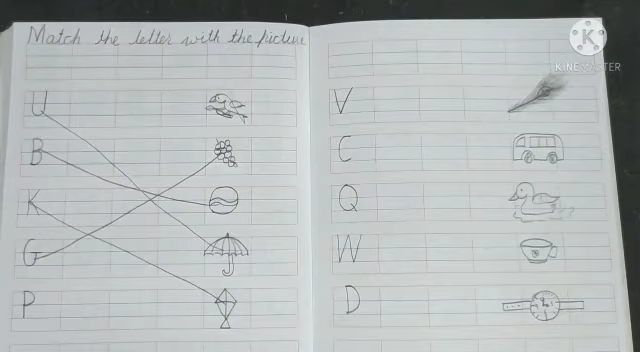 Match the letter with the picture
U
B
K
G
P
V
C
Q
W
D
K
KINEMASTER